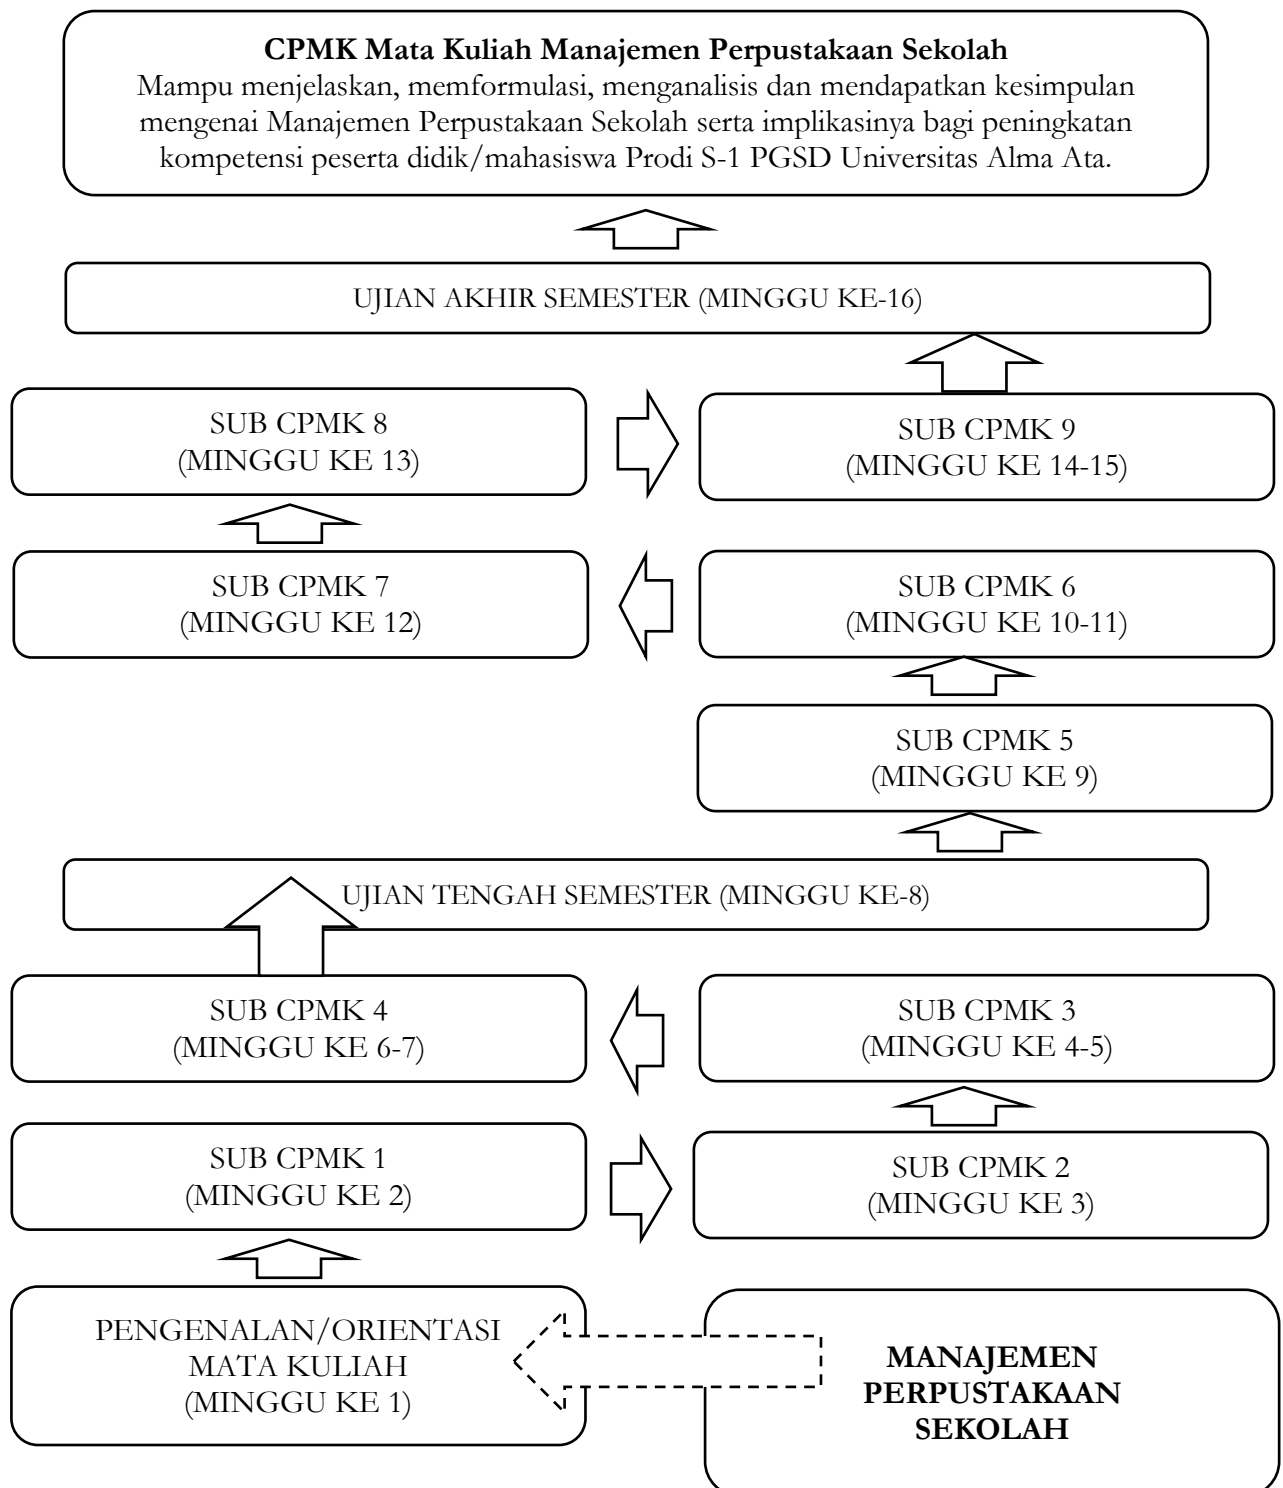 CPMK Mata Kuliah Manajemen Perpustakaan Sekolah
Mampu menjelaskan, memformulasi, menganalisis dan mendapatkan kesimpulan
mengenai Manajemen Perpustakaan Sekolah serta implikasinya bagi peningkatan
kompetensi peserta didik/mahasiswa Prodi S-1 PGSD Universitas Alma Ata.
UJIAN AKHIR SEMESTER (MINGGU KE-16)
SUB CPMK 8
(MINGGU KE 13)
SUB CPMK 9
(MINGGU KE 14-15)
SUB CPMK 7
(MINGGU KE 12)
SUB CPMK 6
(MINGGU KE 10-11)
SUB CPMK 5
(MINGGU KE 9)
UJIAN TENGAH SEMESTER (MINGGU KE-8)
SUB CPMK 4
(MINGGU KE 6-7)
SUB CPMK 3
(MINGGU KE 4-5)
SUB CPMK 1
(MINGGU KE 2)
SUB CPMK 2
(MINGGU KE 3)
PENGENALAN/ORIENTASI
MATA KULIAH
(MINGGU KE 1)
MANAJEMEN
PERPUSTAKAAN
SEKOLAH